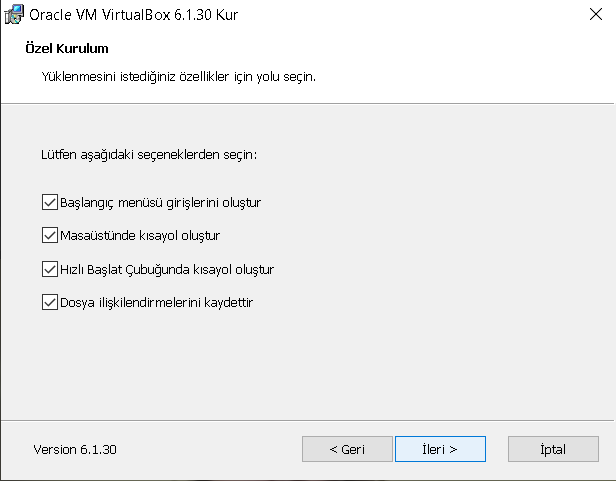 Oracle VM VirtualBox 6.1.30 Kur
Özel Kurulum
Yüklenmesini istediğiniz özellikler için yolu seçin.
Lütfen aşağıdaki seçeneklerden seçin:
Başlangıç menüsü girişlerini oluştur
Masaüstünde kısayol oluştur
Hızlı Başlat Çubuğunda kısayol oluştur
Dosya ilişkilendirmelerini kaydettir
Version 6.1.30
< Geri
İleri >
İptal